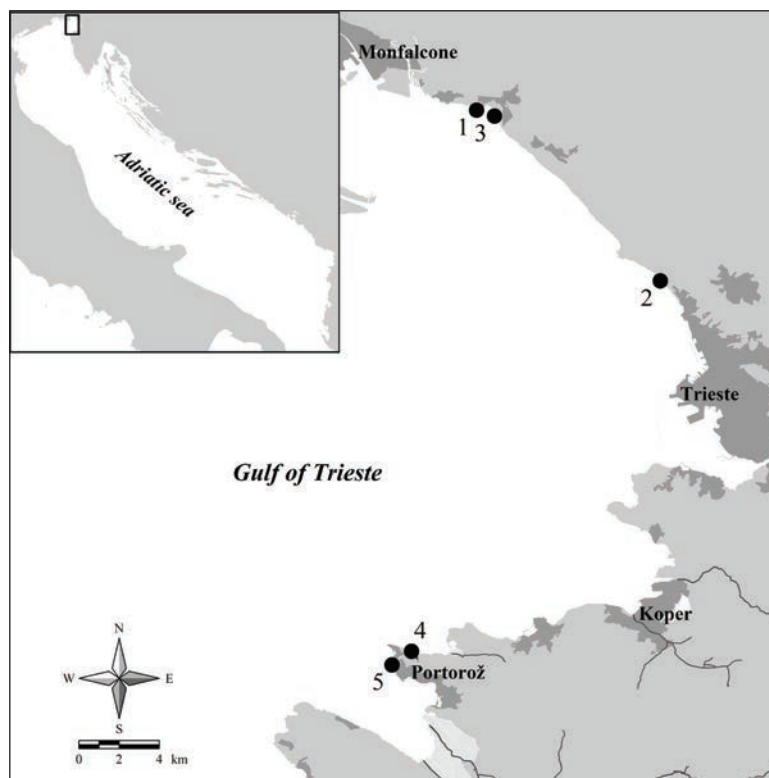 Monfalcone
Adriatic sea
1
3
2
Trieste
Gulf of Trieste
Koper
4
5
Portorož
N
W
E
S
0 2 4
km